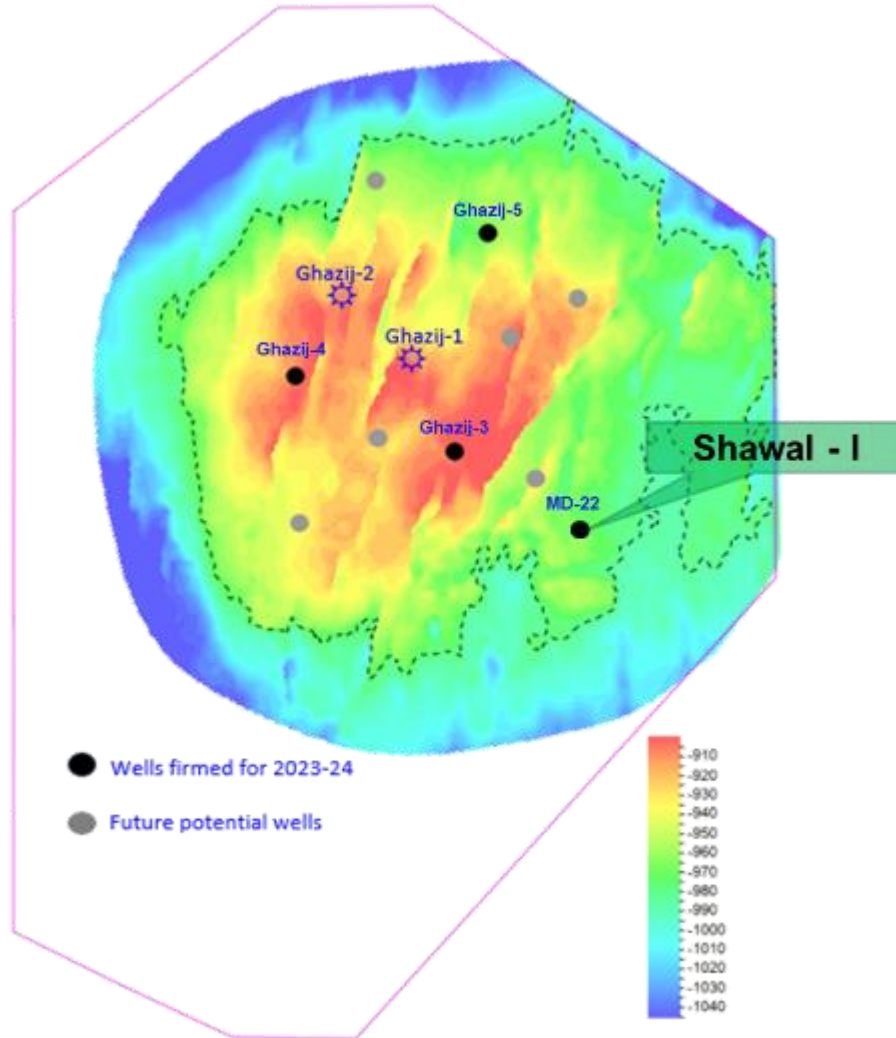 Ghazij-5
Ghazij-2
Ghazij-1
Ghazij-4
Ghazij-3
Shawal - I
MD-22
Wells firmed for 2023-24
Future potential wells
-910
-920
-930
-940
-950
-960
-970
-980
-990
-1000
-1010
-1020
-1030
-1040